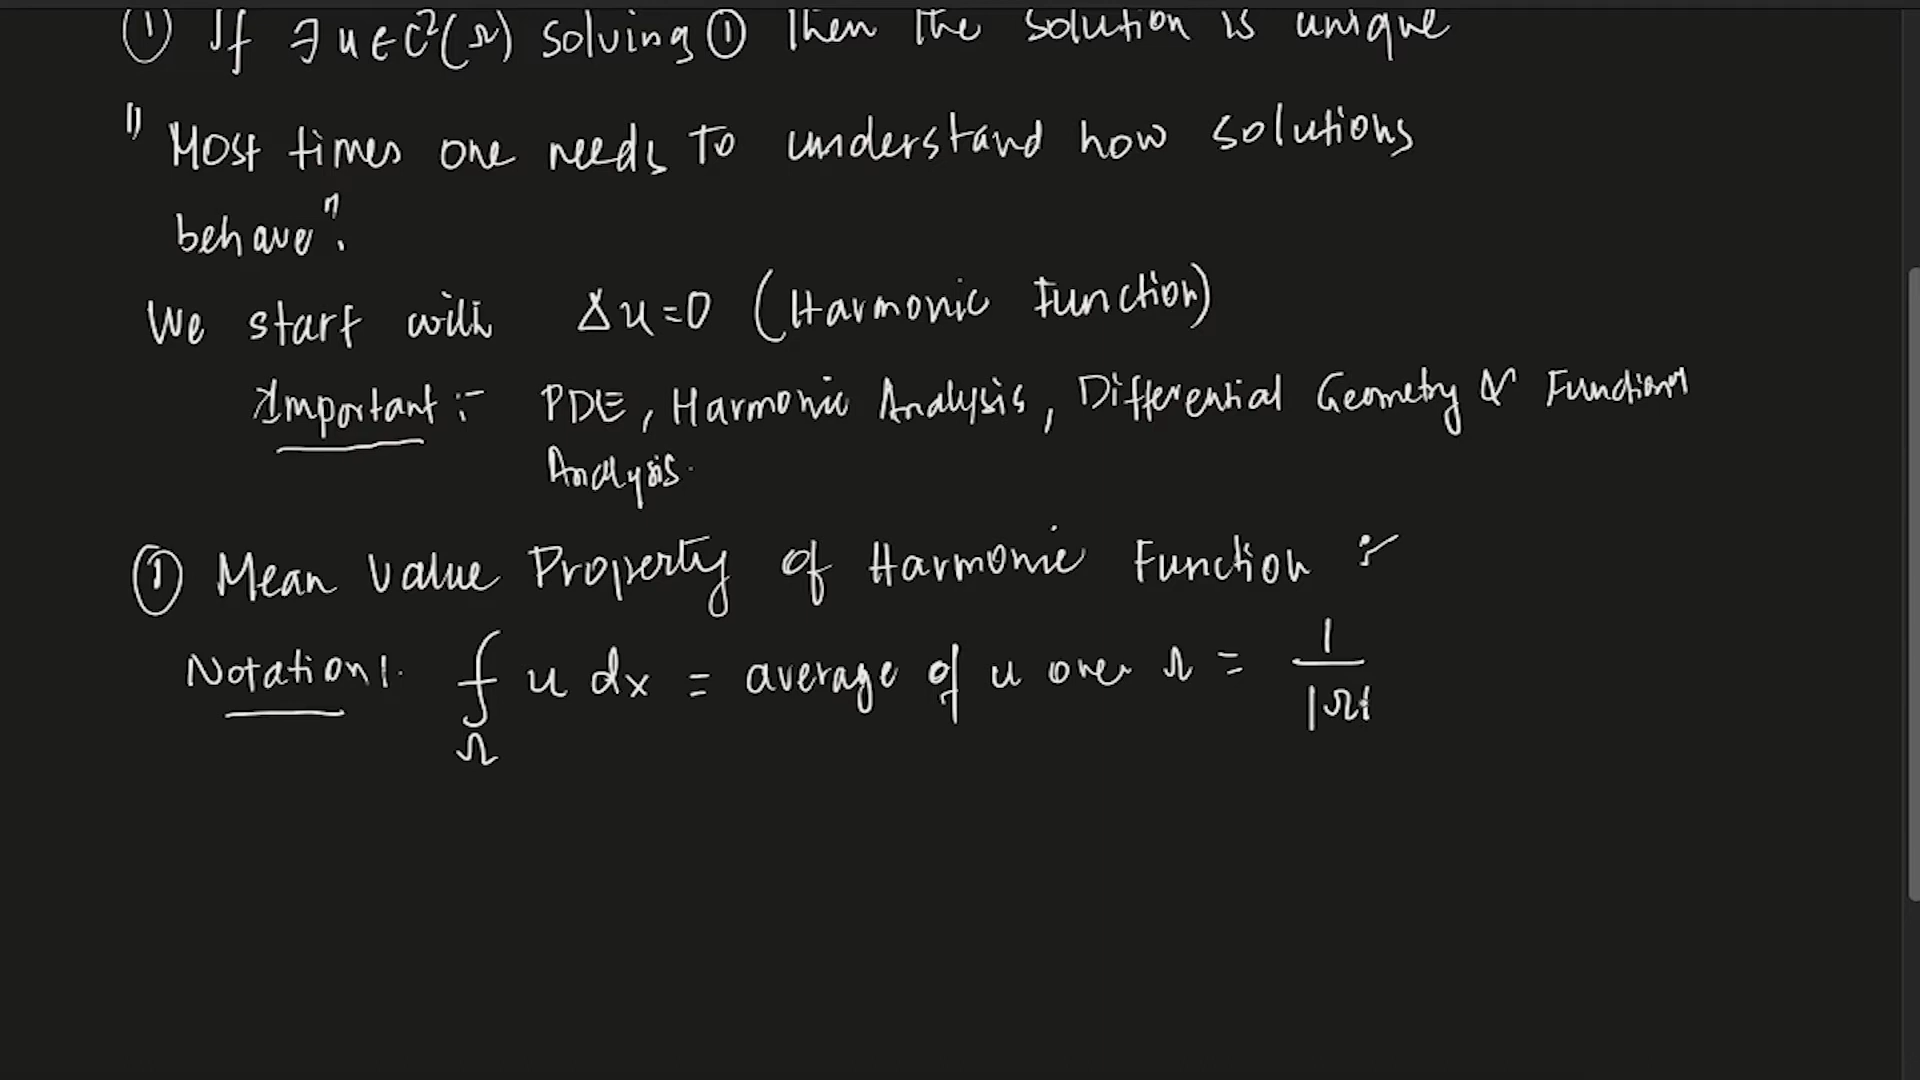 ① If ∃ u ∈ C²(Ω) solving ① Then the solution is unique
" Most times one needs to understand how solutions
behave".
We start with Δu=0 (Harmonic Function)
Important :- PDE, Harmonic Analysis, Differential Geometry & Functional
Analysis.
① Mean Value Property of Harmonic Function :-
Notation 1. ⨍_Ω u dx = average of u over Ω = 1/|Ω|